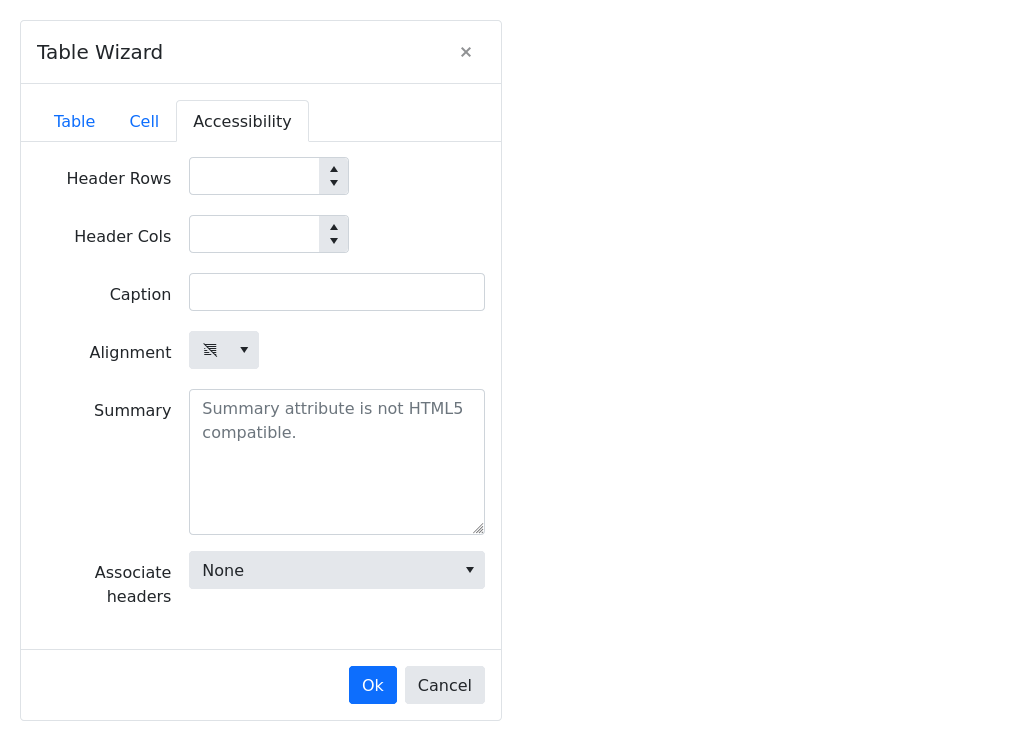 Table Wizard
×
Table Cell Accessibility
Header Rows
Header Cols
Caption
Alignment
Summary
Summary attribute is not HTML5
compatible.
Associate
headers
None
Ok Cancel